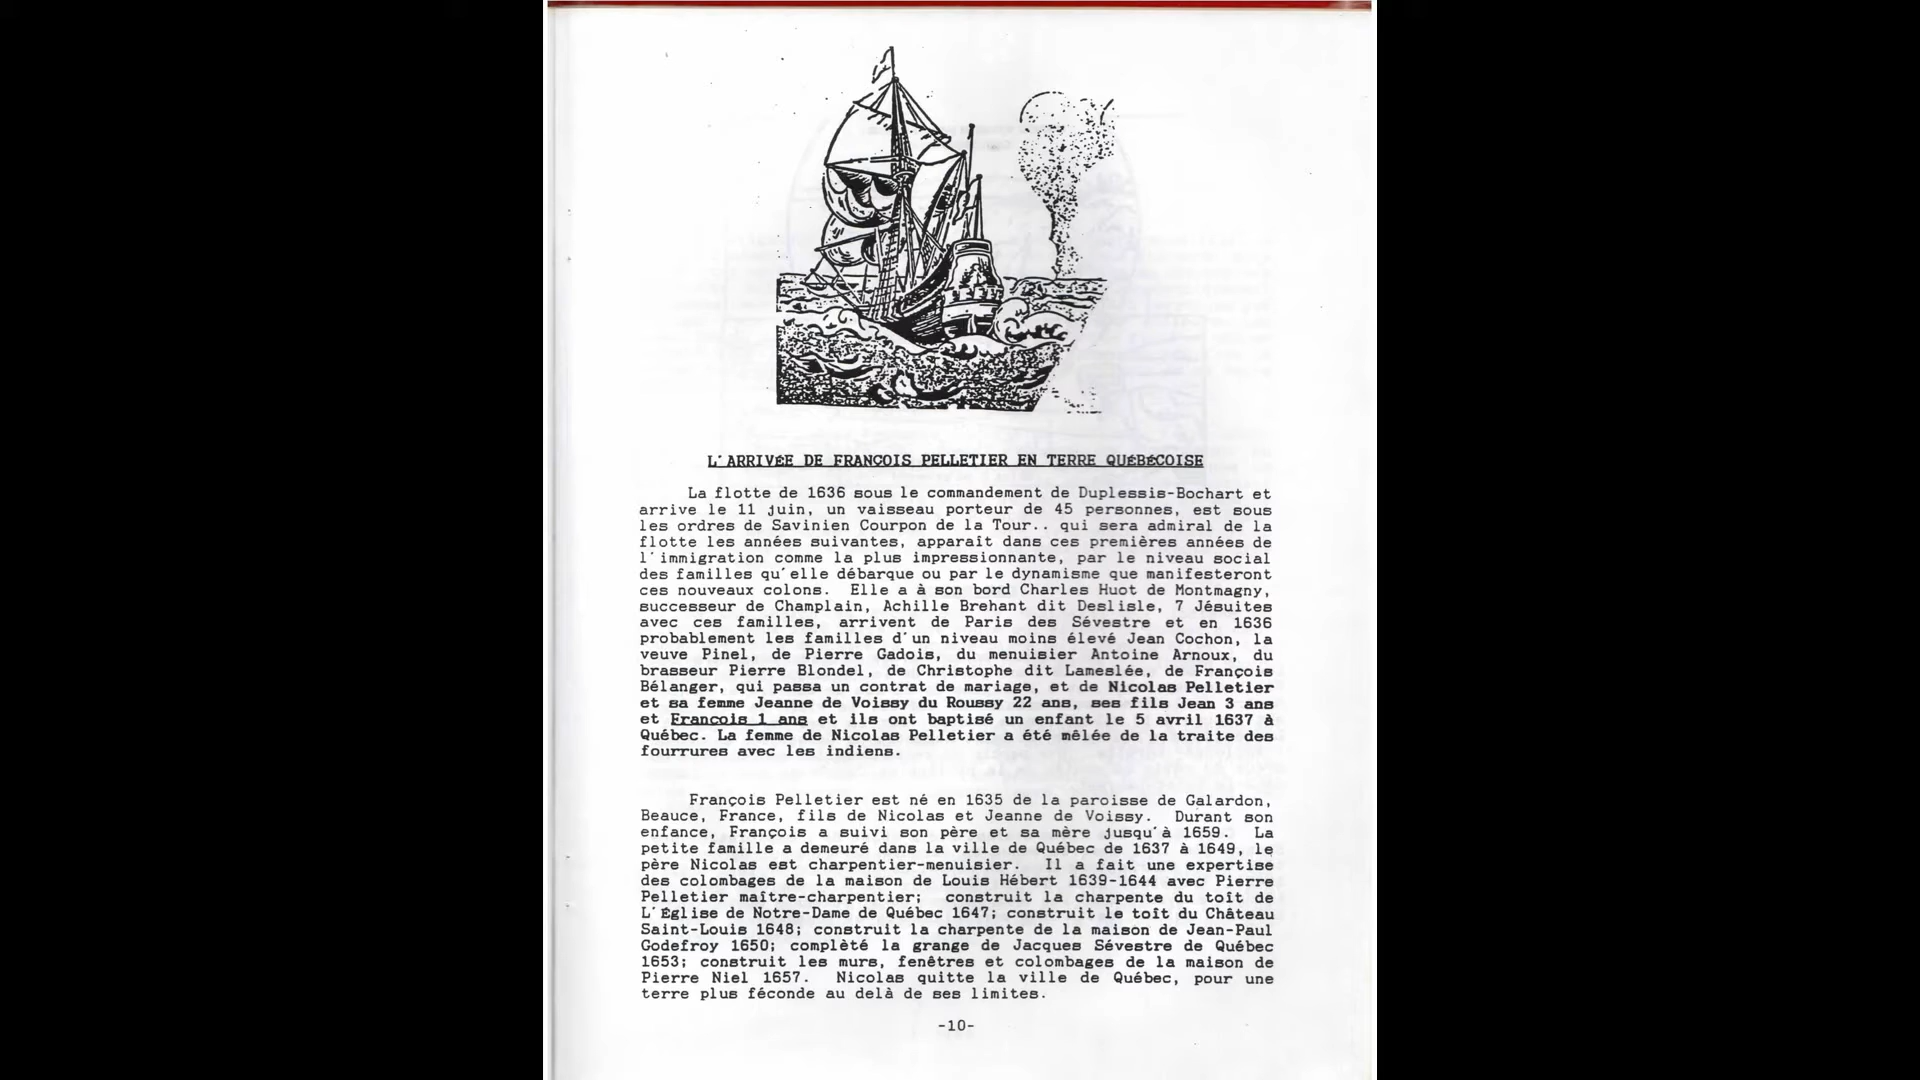 L'ARRIVÉE DE FRANÇOIS PELLETIER EN TERRE QUÉBÉCOISE
La flotte de 1636 sous le commandement de Duplessis-Bochart et
arrive le 11 juin, un vaisseau porteur de 45 personnes, est sous
les ordres de Savinien Courpon de la Tour.. qui sera admiral de la
flotte les années suivantes, apparaît dans ces premières années de
l'immigration comme la plus impressionnante, par le niveau social
des familles qu'elle débarque ou par le dynamisme que manifesteront
ces nouveaux colons. Elle a à son bord Charles Huot de Montmagny,
successeur de Champlain, Achille Brehant dit Deslisle, 7 Jésuites
avec ces familles, arrivent de Paris des Sévestre et en 1636
probablement les familles d'un niveau moins élevé Jean Cochon, la
veuve Pinel, de Pierre Gadois, du menuisier Antoine Arnoux, du
brasseur Pierre Blondel, de Christophe dit Lameslée, de François
Bélanger, qui passa un contrat de mariage, et de Nicolas Pelletier
et sa femme Jeanne de Voissy du Roussy 22 ans, ses fils Jean 3 ans
et François 1 ans et ils ont baptisé un enfant le 5 avril 1637 à
Québec. La femme de Nicolas Pelletier a été mêlée de la traite des
fourrures avec les indiens.
François Pelletier est né en 1635 de la paroisse de Galardon,
Beauce, France, fils de Nicolas et Jeanne de Voissy. Durant son
enfance, François a suivi son père et sa mère jusqu'à 1659. La
petite famille a demeuré dans la ville de Québec de 1637 à 1649, le
père Nicolas est charpentier-menuisier. Il a fait une expertise
des colombages de la maison de Louis Hébert 1639-1644 avec Pierre
Pelletier maître-charpentier; construit la charpente du toît de
L'Église de Notre-Dame de Québec 1647; construit le toît du Château
Saint-Louis 1648; construit la charpente de la maison de Jean-Paul
Godefroy 1650; complèté la grange de Jacques Sévestre de Québec
1653; construit les murs, fenêtres et colombages de la maison de
Pierre Niel 1657. Nicolas quitte la ville de Québec, pour une
terre plus féconde au delà de ses limites.
-10-